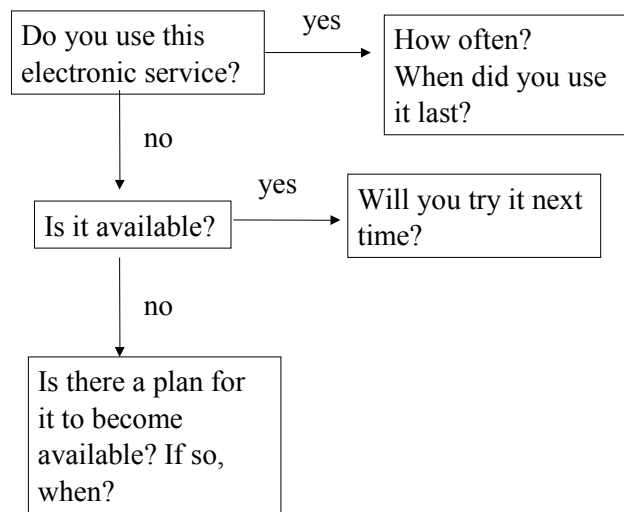 Do you use this
electronic service?
yes
How often?
When did you use
it last?
no
Is it available?
yes
Will you try it next
time?
no
Is there a plan for
it to become
available? If so,
when?